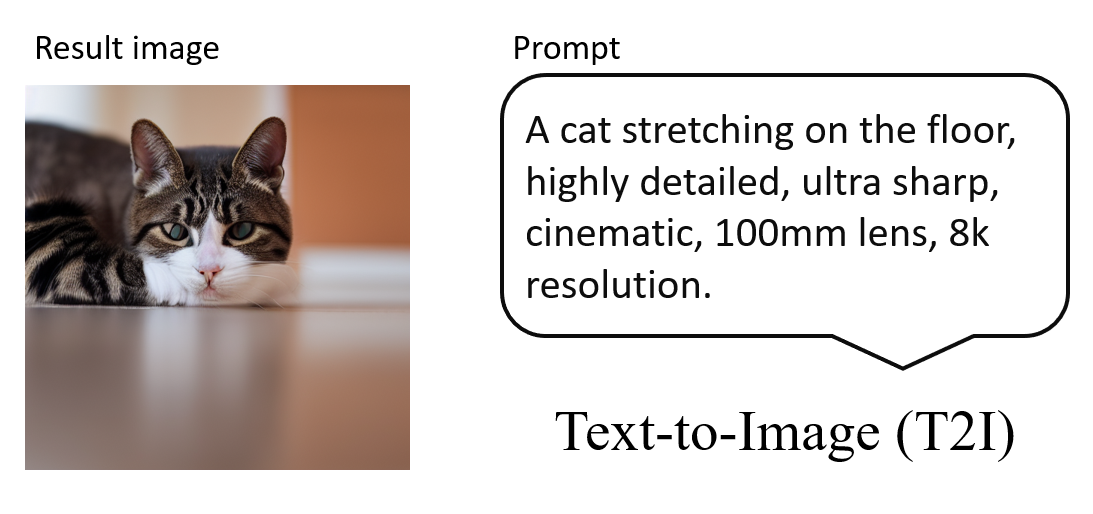 Result image
Prompt
A cat stretching on the floor,
highly detailed, ultra sharp,
cinematic, 100mm lens, 8k
resolution.
Text-to-Image (T2I)